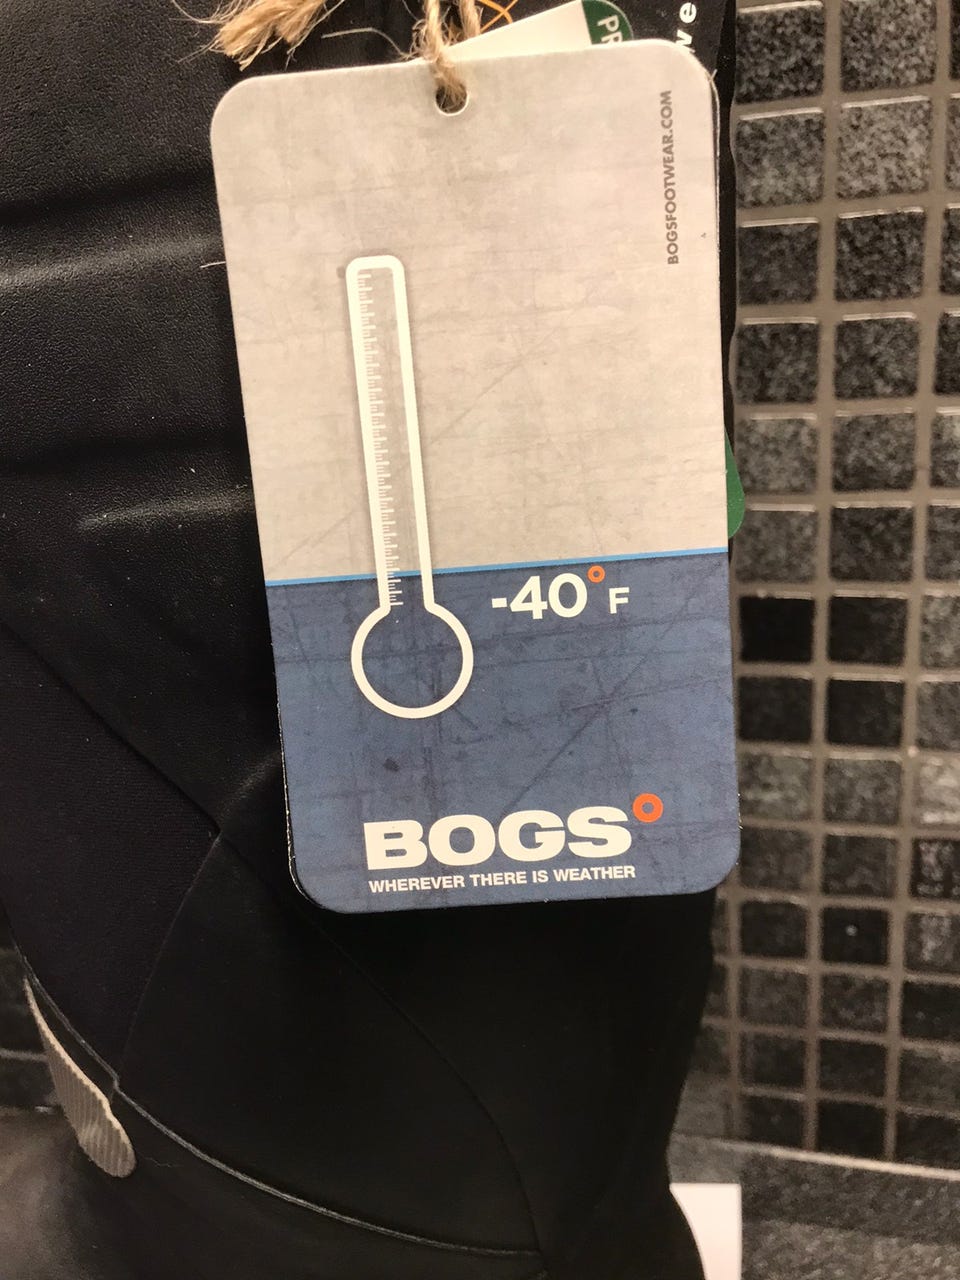 BOGSFOOTWEAR.COM
-40°F
BOGS°
WHEREVER THERE IS WEATHER